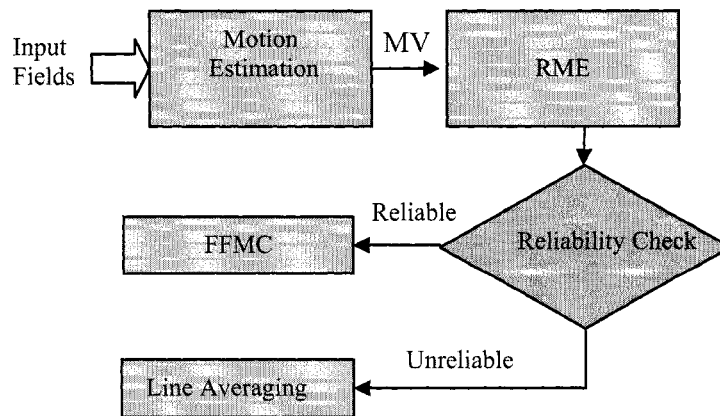 Input
Fields
Motion
Estimation
MV
RME
Reliable
Reliability Check
FFMC
Unreliable
Line Averaging